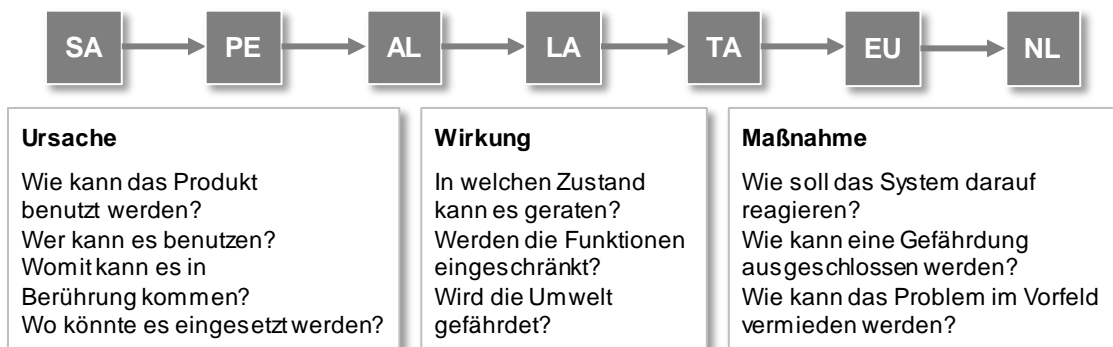 SA PE AL LA TA EU NL
Ursache
Wie kann das Produkt
benutzt werden?
Wer kann es benutzen?
Womit kann es in
Berührung kommen?
Wo könnte es eingesetzt werden?
Wirkung
In welchen Zustand
kann es geraten?
Werden die Funktionen
eingeschränkt?
Wird die Umwelt
gefährdet?
Maßnahme
Wie soll das System darauf
reagieren?
Wie kann eine Gefährdung
ausgeschlossen werden?
Wie kann das Problem im Vorfeld
vermieden werden?